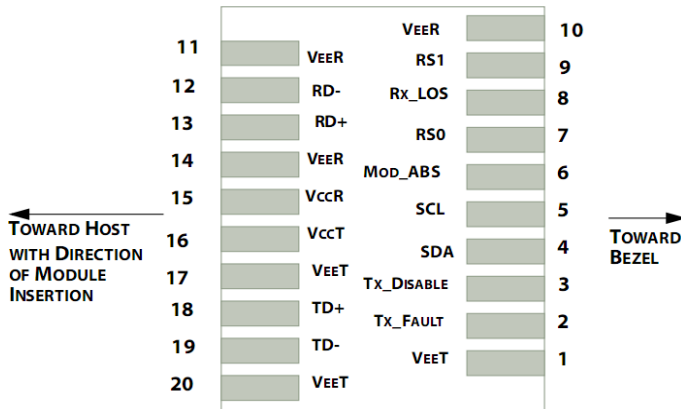 VEER 10
11 VEER RS1 9
12 RD- RX_LOS 8
13 RD+ RS0 7
14 VEER MOD_ABS 6
15 VCCR SCL 5
16 VCCT SDA 4
17 VEET TX_DISABLE 3
18 TD+ TX_FAULT 2
19 TD- VEET 1
20 VEET
TOWARD HOST
WITH DIRECTION
OF MODULE
INSERTION
TOWARD
BEZEL